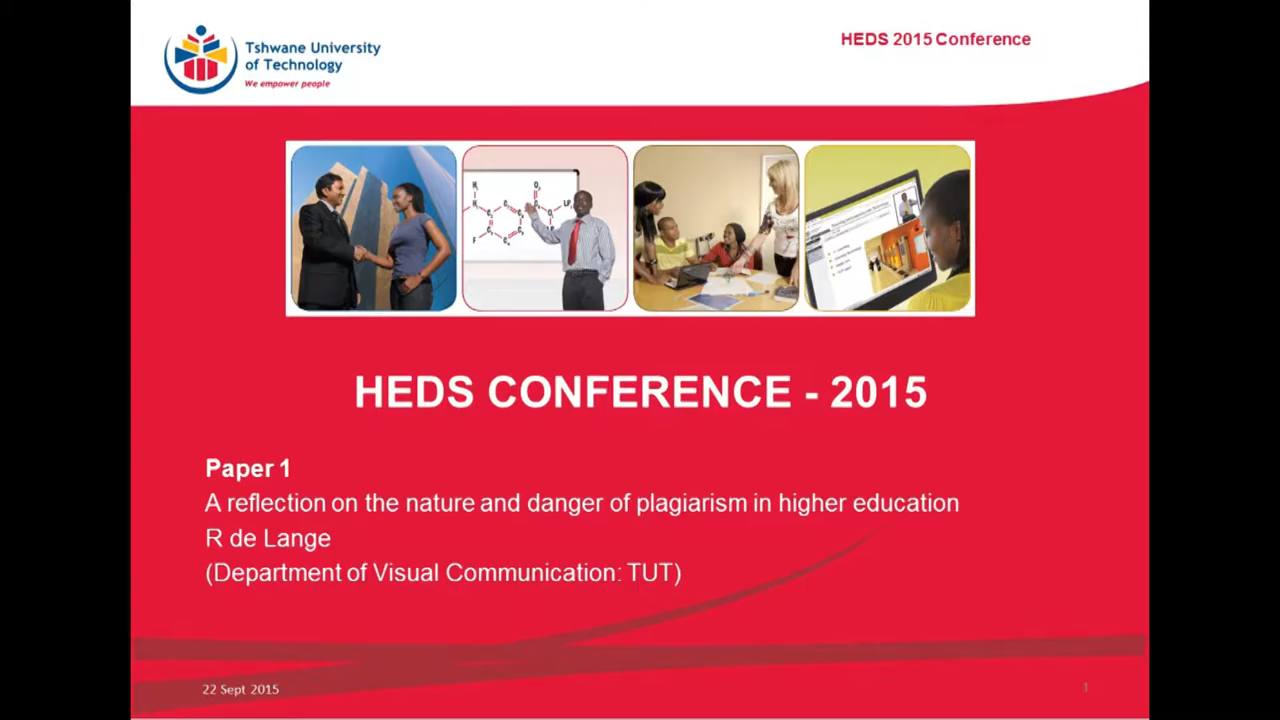 Tshwane University
of Technology
We empower people
HEDS 2015 Conference
HEDS CONFERENCE - 2015
Paper 1
A reflection on the nature and danger of plagiarism in higher education
R de Lange
(Department of Visual Communication: TUT)
22 Sept 2015
1